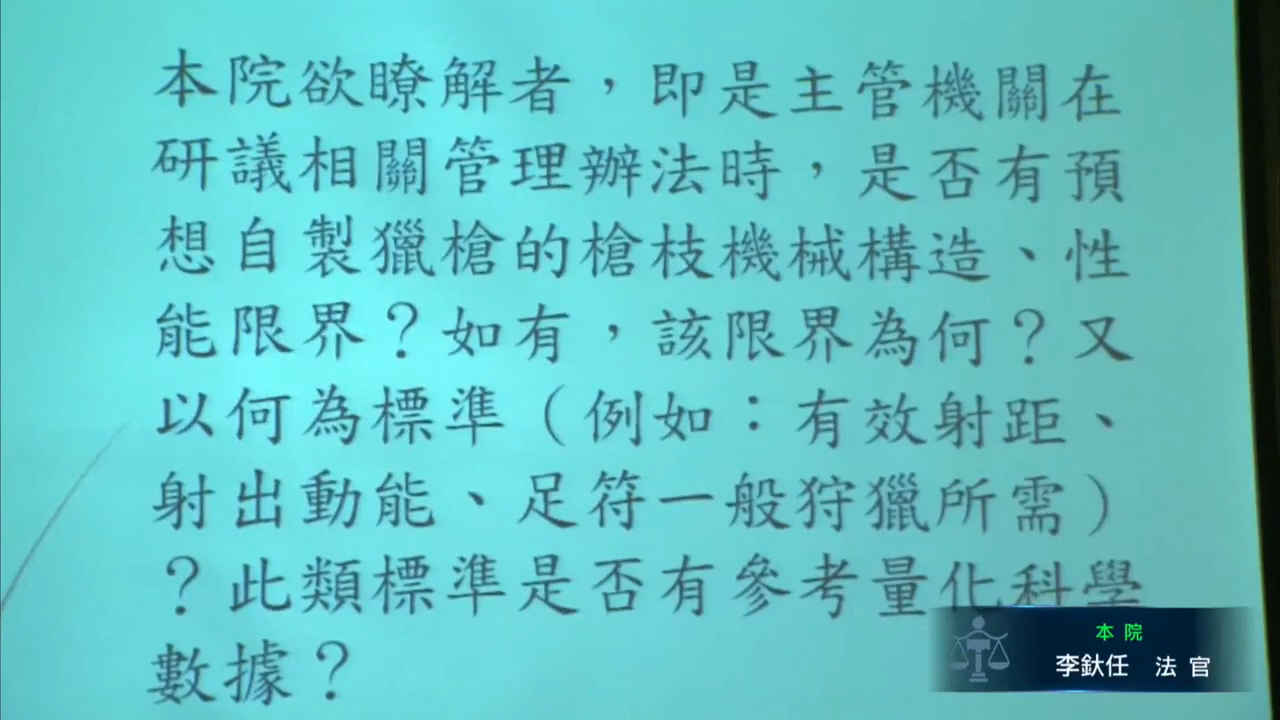 本院欲瞭解者，即是主管機關在
研議相關管理辦法時，是否有預
想自製獵槍的槍枝機械構造、性
能限界？如有，該限界為何？又
以何為標準（例如：有效射距、
射出動能、足符一般狩獵所需）
？此類標準是否有參考量化科學
數據？
本院
李鈥任 法官